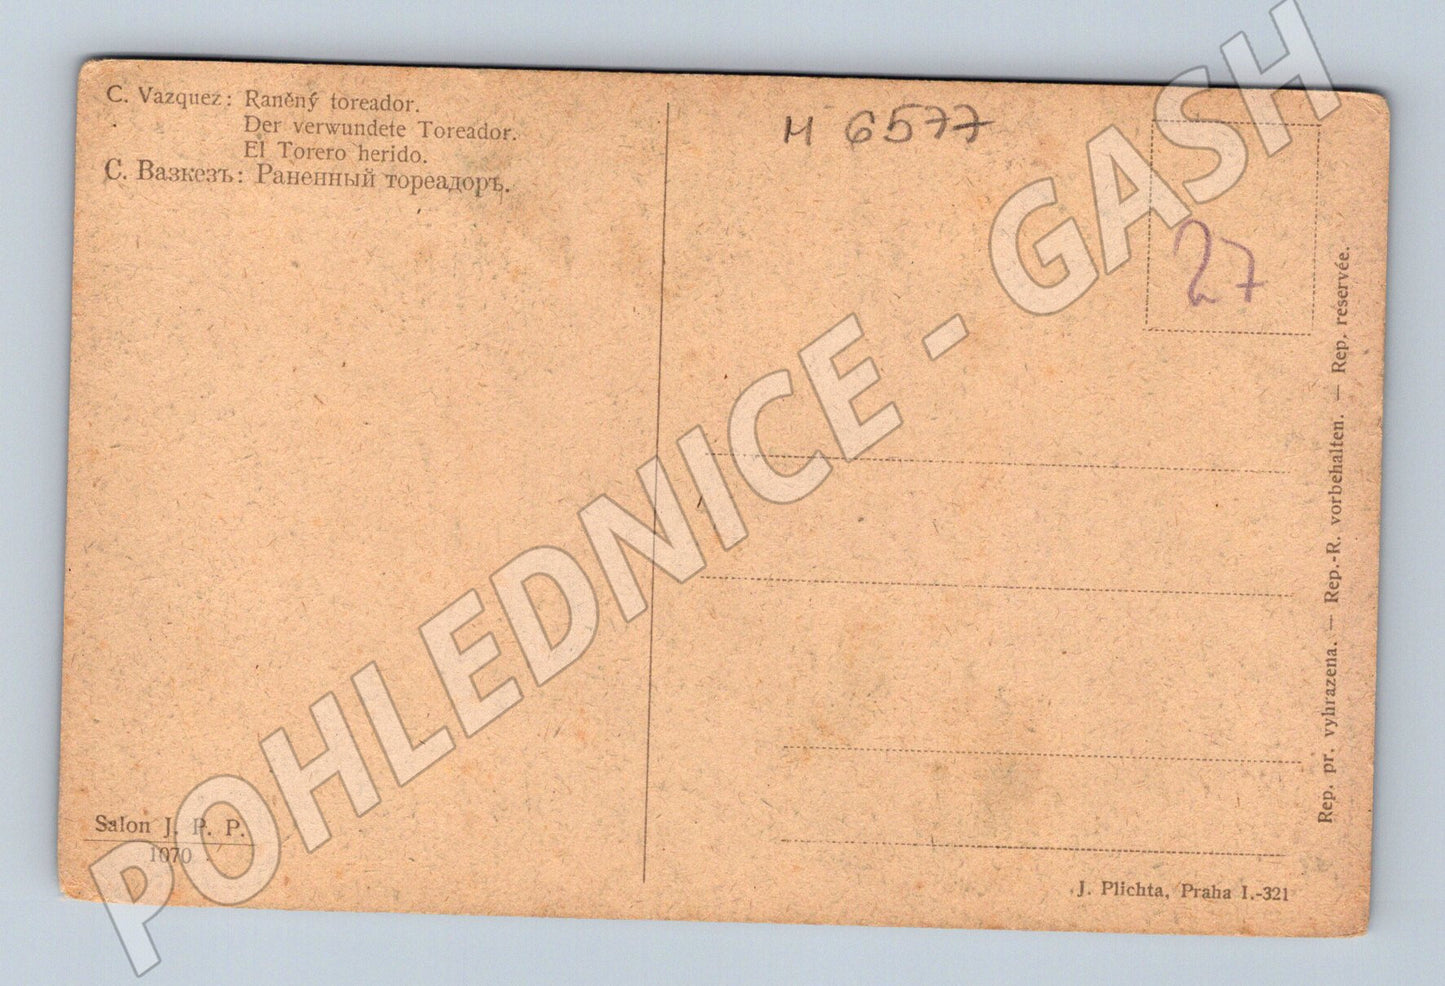 C. Vazquez: Raněný toreador.
Der verwundete Toreador.
El Torero herido.
С. Вазкезъ: Раненный тореадоръ.
M 6577
27
Rep. pr. vyhrazena. — Rep.-R. vorbehalten. — Rep. reservée.
Salon J. P. P.
1070
J. Plichta, Praha I.-321
POHLEDNICE - GASH